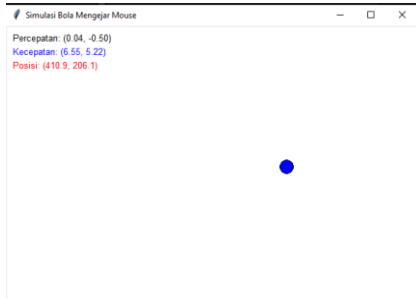 Simulasi Bola Mengejar Mouse
Percepatan: (0.04, -0.50)
Kecepatan: (6.55, 5.22)
Posisi: (410.9, 206.1)